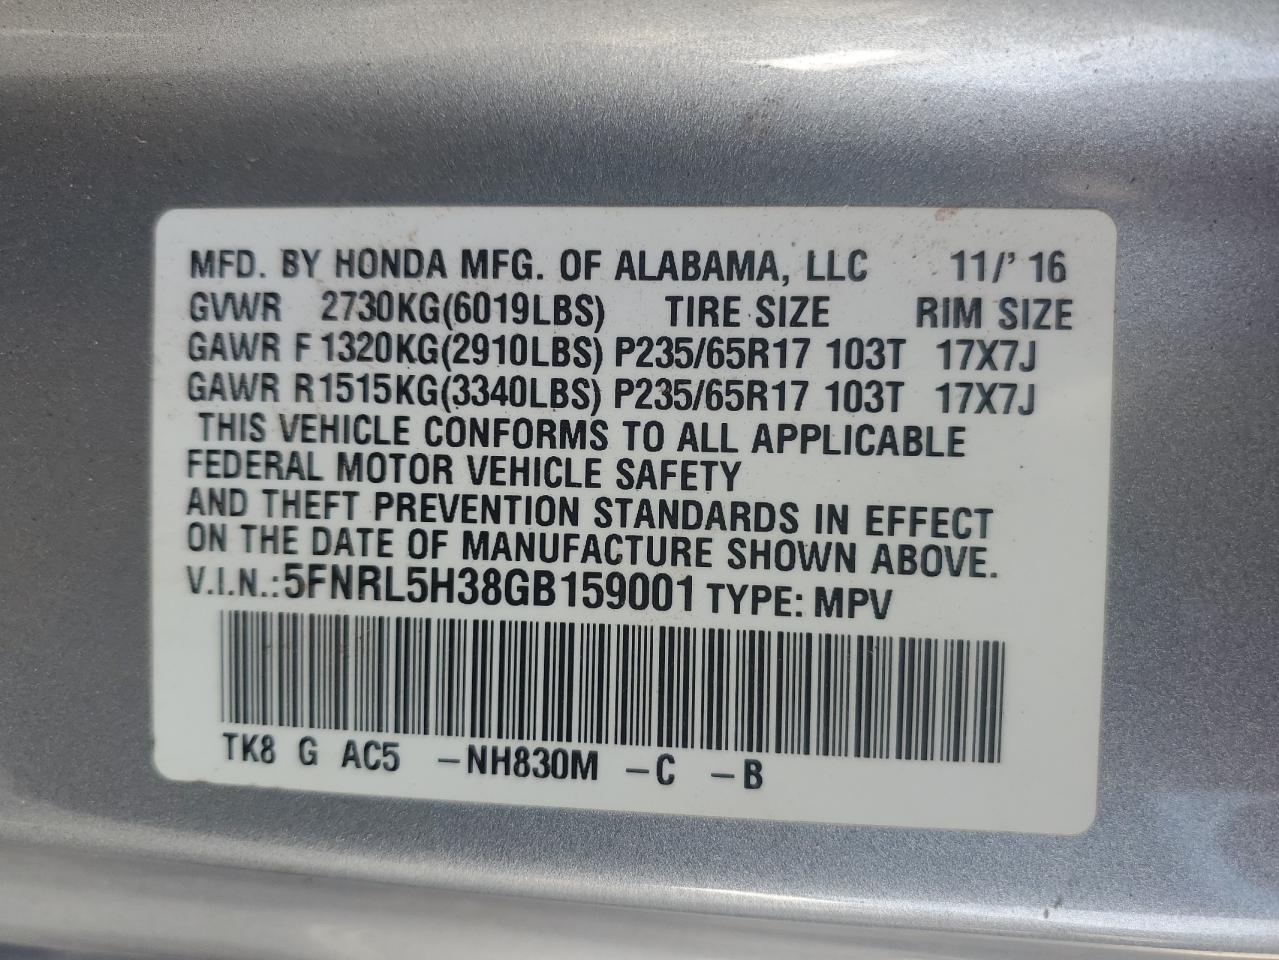 MFD. BY HONDA MFG. OF ALABAMA, LLC 11/' 16
GVWR 2730KG(6019LBS) TIRE SIZE RIM SIZE
GAWR F 1320KG(2910LBS) P235/65R17 103T 17X7J
GAWR R 1515KG(3340LBS) P235/65R17 103T 17X7J
THIS VEHICLE CONFORMS TO ALL APPLICABLE
FEDERAL MOTOR VEHICLE SAFETY
AND THEFT PREVENTION STANDARDS IN EFFECT
ON THE DATE OF MANUFACTURE SHOWN ABOVE.
V.I.N.: 5FNRL5H38GB159001 TYPE: MPV
TK8 G AC5 -NH830M -C -B